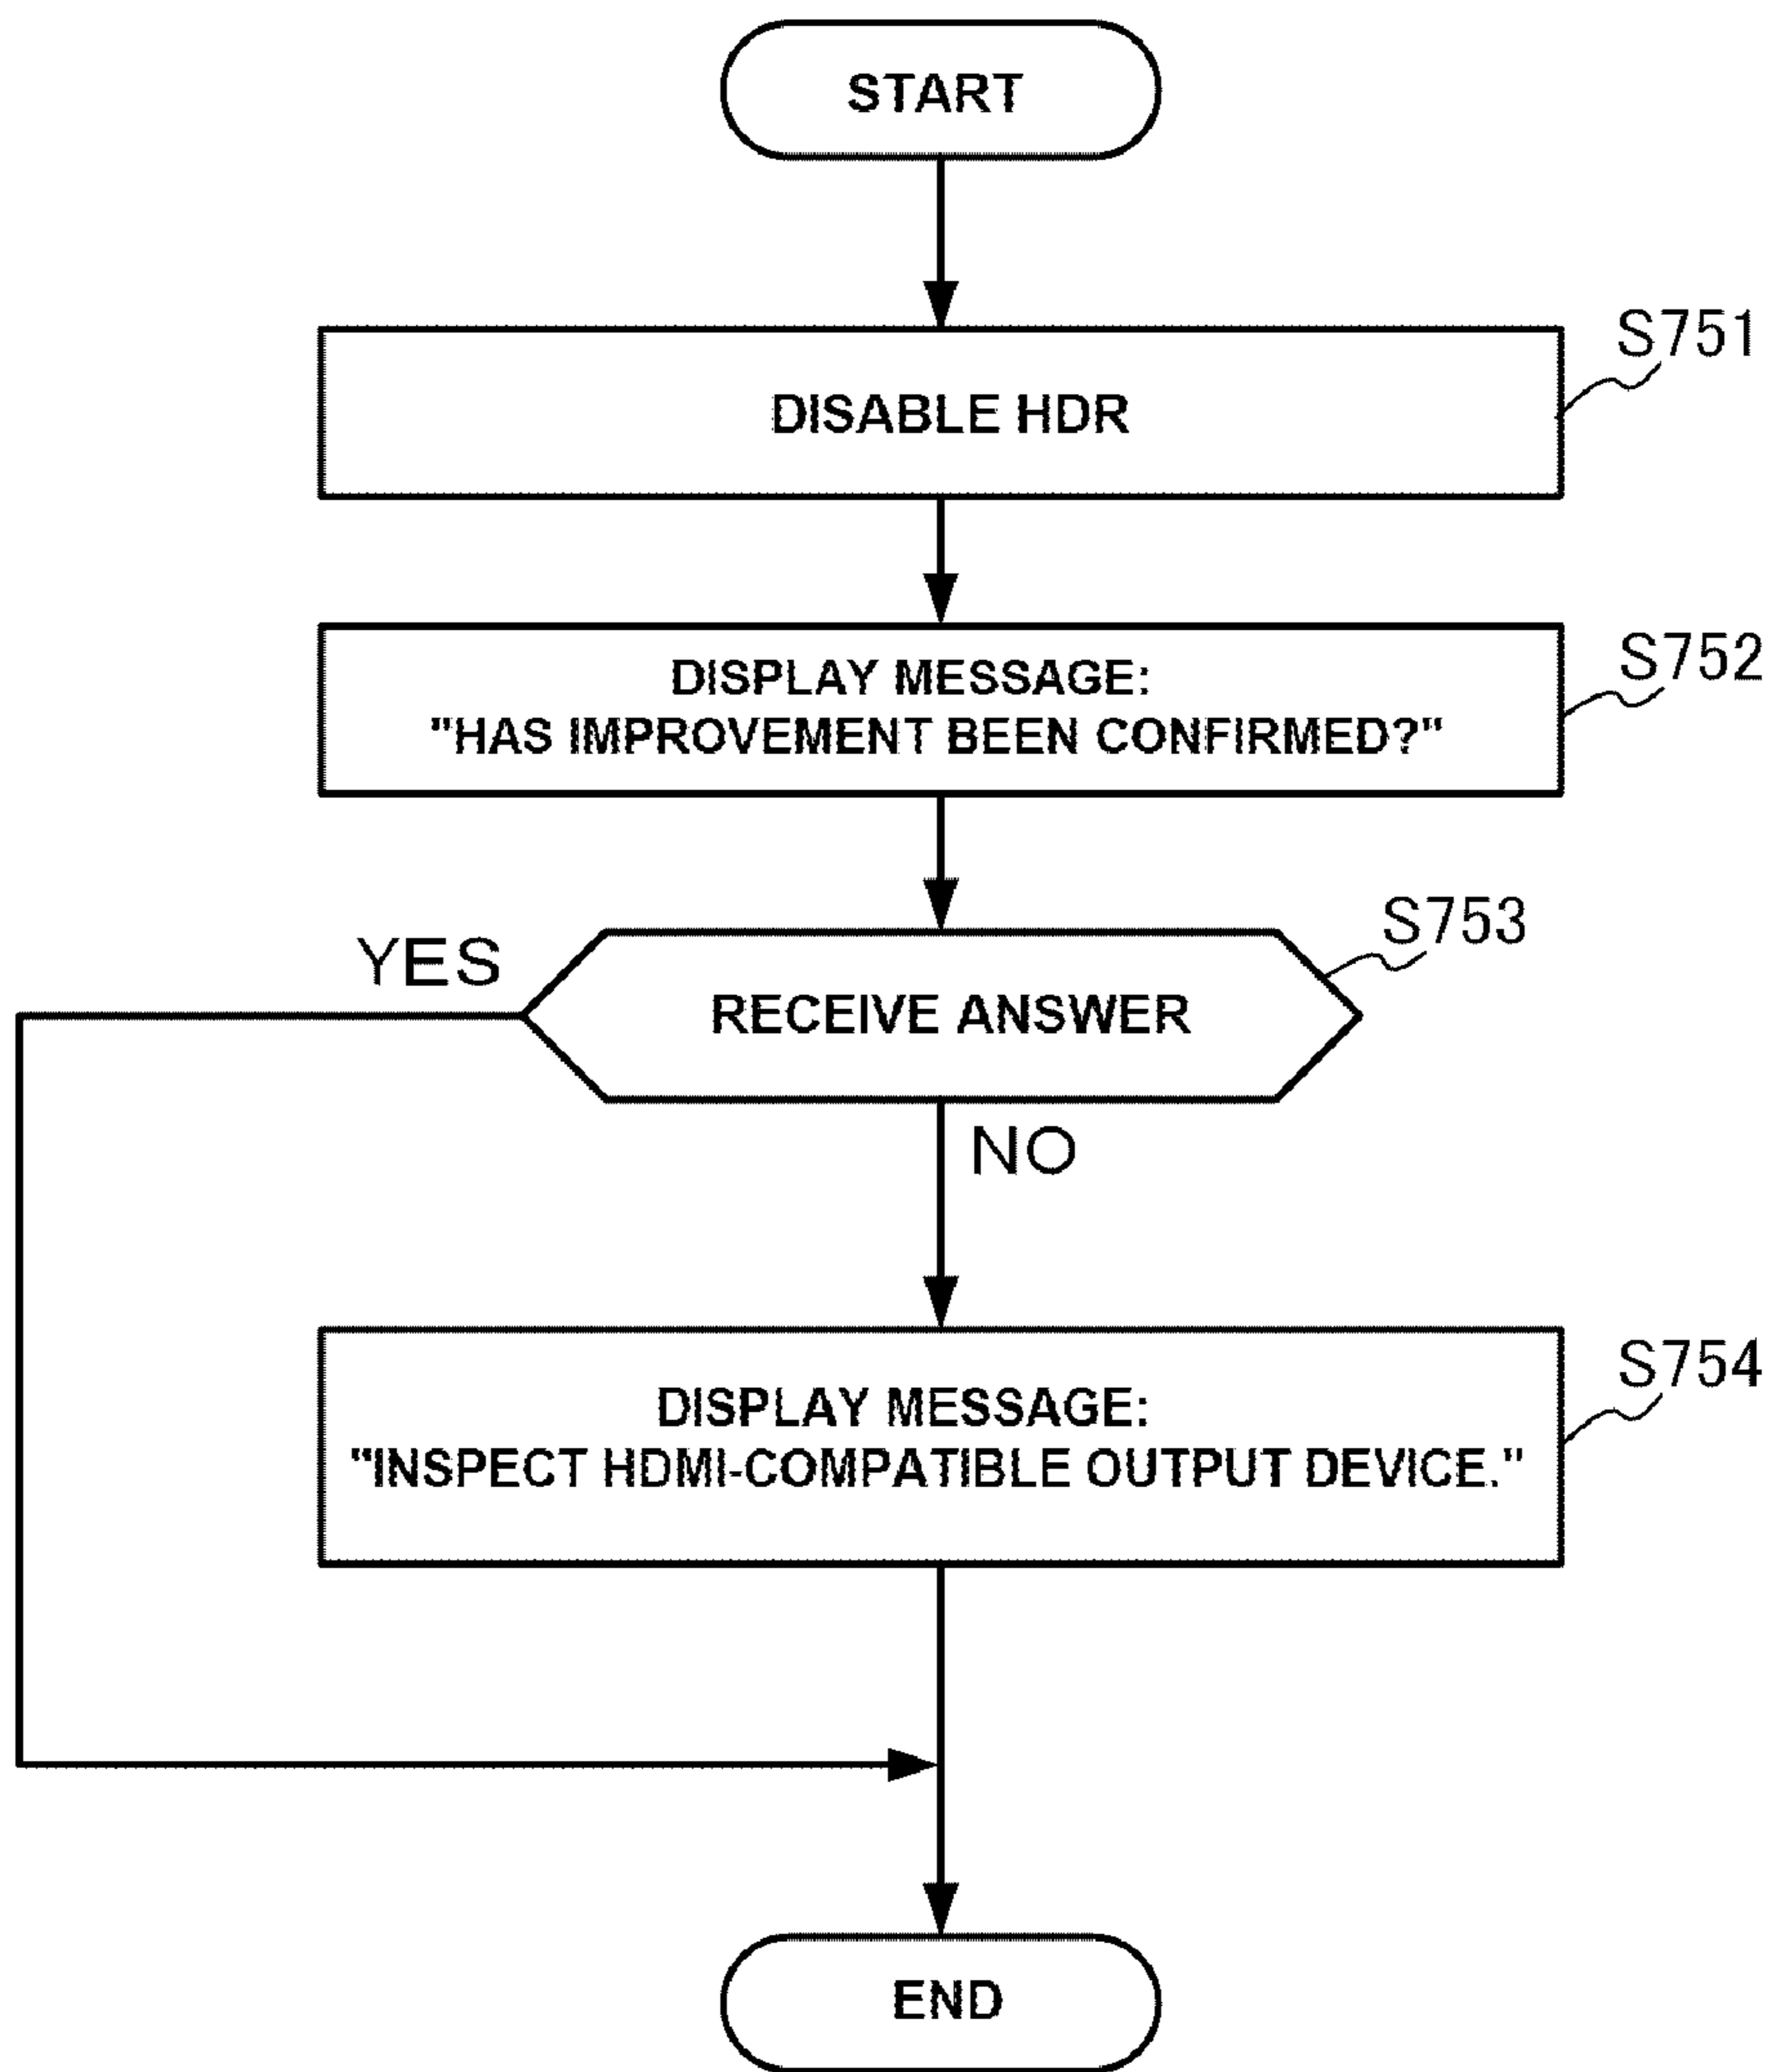 START
S751
DISABLE HDR
S752
DISPLAY MESSAGE:
"HAS IMPROVEMENT BEEN CONFIRMED?"
S753
YES
RECEIVE ANSWER
NO
S754
DISPLAY MESSAGE:
"INSPECT HDMI-COMPATIBLE OUTPUT DEVICE."
END